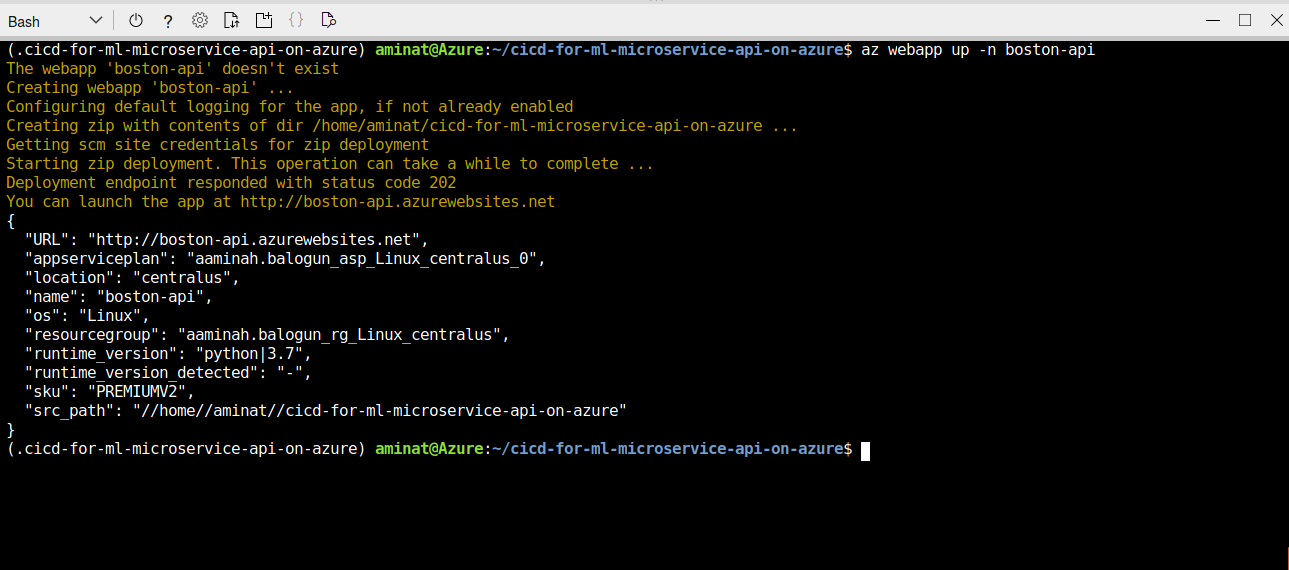 Bash
(.cicd-for-ml-microservice-api-on-azure) aminat@Azure:~/cicd-for-ml-microservice-api-on-azure$ az webapp up -n boston-api
The webapp 'boston-api' doesn't exist
Creating webapp 'boston-api' ...
Configuring default logging for the app, if not already enabled
Creating zip with contents of dir /home/aminat/cicd-for-ml-microservice-api-on-azure ...
Getting scm site credentials for zip deployment
Starting zip deployment. This operation can take a while to complete ...
Deployment endpoint responded with status code 202
You can launch the app at http://boston-api.azurewebsites.net
{
  "URL": "http://boston-api.azurewebsites.net",
  "appserviceplan": "aaminah.balogun_asp_Linux_centralus_0",
  "location": "centralus",
  "name": "boston-api",
  "os": "Linux",
  "resourcegroup": "aaminah.balogun_rg_Linux_centralus",
  "runtime_version": "python|3.7",
  "runtime_version_detected": "-",
  "sku": "PREMIUMV2",
  "src_path": "//home//aminat//cicd-for-ml-microservice-api-on-azure"
}
(.cicd-for-ml-microservice-api-on-azure) aminat@Azure:~/cicd-for-ml-microservice-api-on-azure$